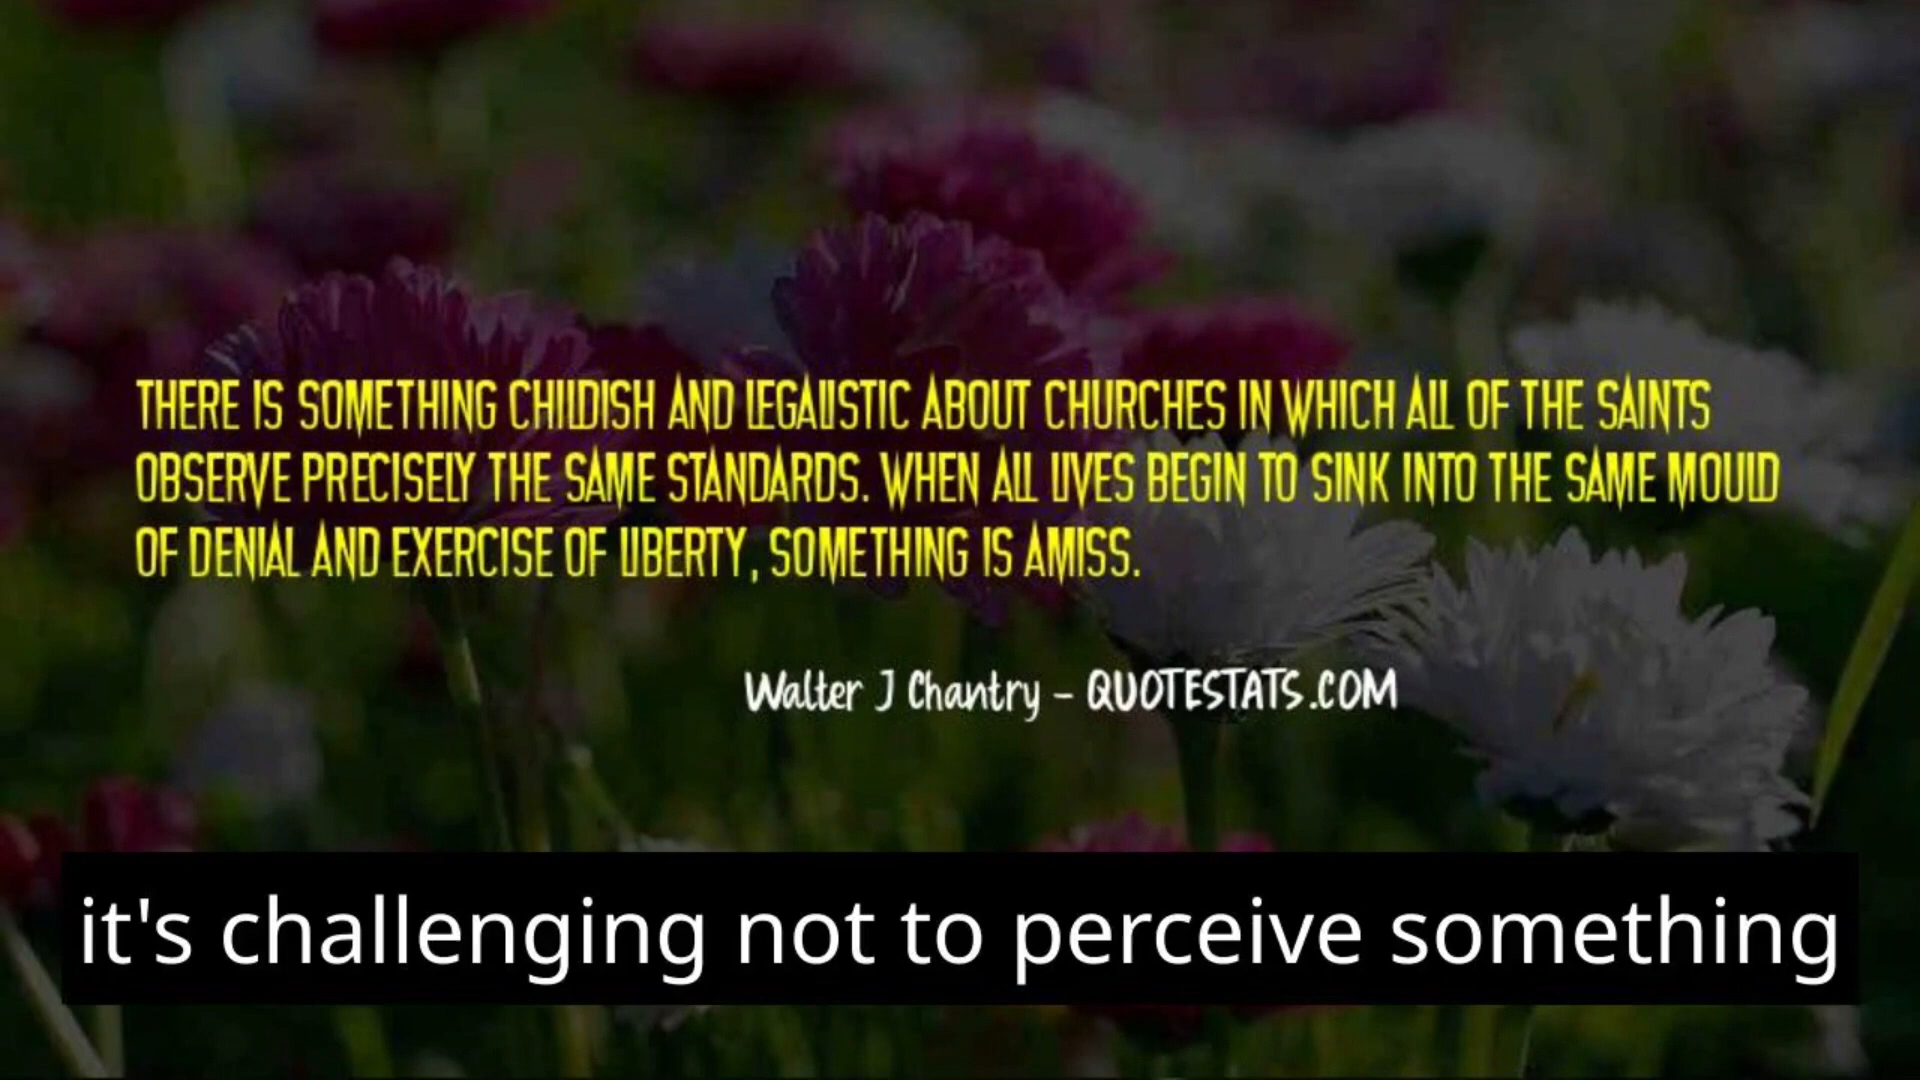 THERE IS SOMETHING CHILDISH AND LEGALISTIC ABOUT CHURCHES IN WHICH ALL OF THE SAINTS
OBSERVE PRECISELY THE SAME STANDARDS. WHEN ALL LIVES BEGIN TO SINK INTO THE SAME MOULD
OF DENIAL AND EXERCISE OF LIBERTY, SOMETHING IS AMISS.
Walter J Chantry - QUOTESTATS.COM
it's challenging not to perceive something